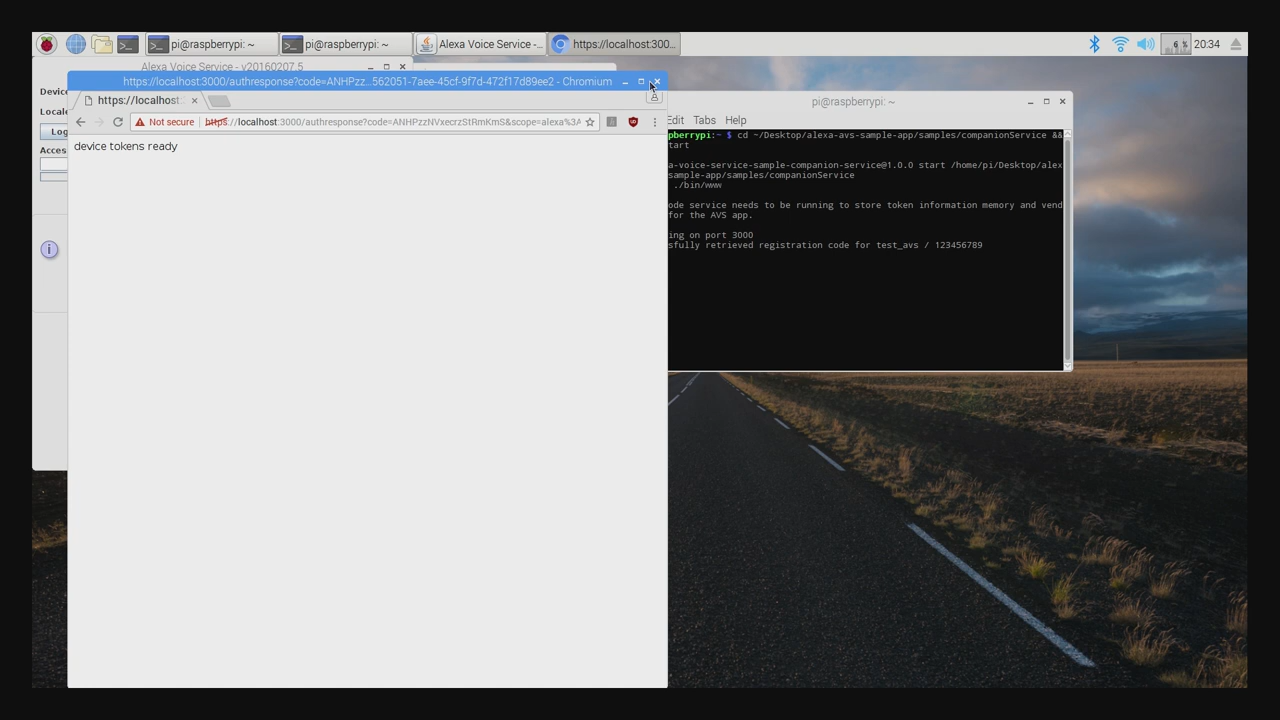 pi@raspberrypi: ~
pi@raspberrypi: ~
Alexa Voice Service -...
https://localhost:300...
6 %
20:34
Alexa Voice Service - v20160207.5
https://localhost:3000/authresponse?code=ANHPzz...562051-7aee-45cf-9f7d-472f17d89ee2 - Chromium
https://localhost:
Not secure
https://localhost:3000/authresponse?code=ANHPzzNVxecrzStRmKmS&scope=alexa%3A
device tokens ready
Devic
Locale
Log
Acces
pi@raspberrypi: ~
Edit Tabs Help
pberrypi:~ $ cd ~/Desktop/alexa-avs-sample-app/samples/companionService &&
tart
a-voice-service-sample-companion-service@1.0.0 start /home/pi/Desktop/alex
sample-app/samples/companionService
./bin/www
ode service needs to be running to store token information memory and vend
for the AVS app.
ing on port 3000
sfully retrieved registration code for test_avs / 123456789